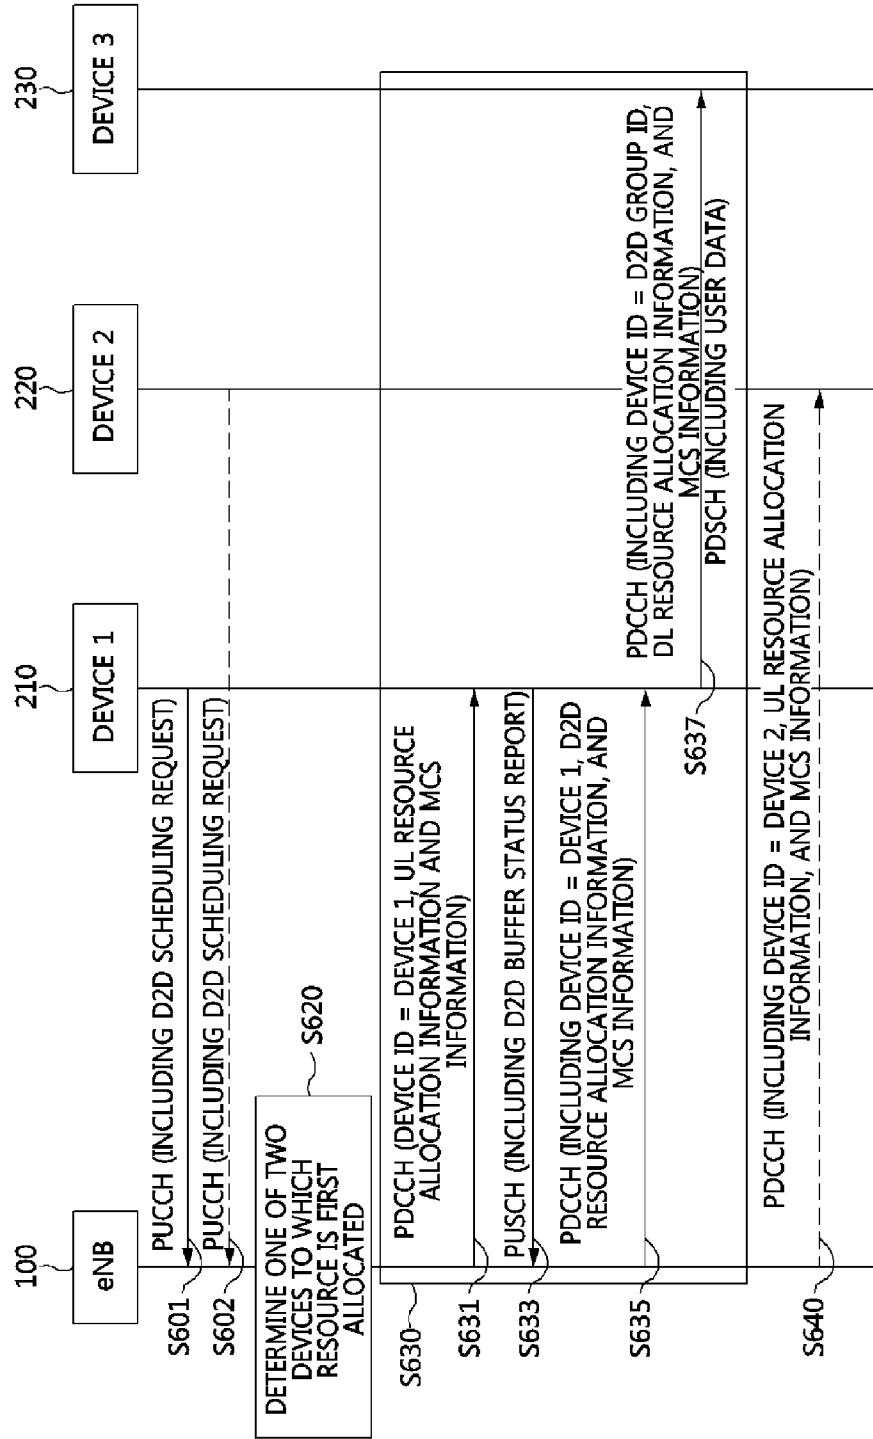 100
210
220
230
eNB
DEVICE 1
DEVICE 2
DEVICE 3
PUCCH (INCLUDING D2D SCHEDULING REQUEST)
S601
PUCCH (INCLUDING D2D SCHEDULING REQUEST)
S602
DETERMINE ONE OF TWO
DEVICES TO WHICH
RESOURCE IS FIRST
ALLOCATED
S620
S630
PDCCH (DEVICE ID = DEVICE 1, UL RESOURCE
ALLOCATION INFORMATION AND MCS
INFORMATION)
S631
PUSCH (INCLUDING D2D BUFFER STATUS REPORT)
S633
PDCCH (INCLUDING DEVICE ID = DEVICE 1, D2D
RESOURCE ALLOCATION INFORMATION, AND
MCS INFORMATION)
S635
PDCCH (INCLUDING DEVICE ID = D2D GROUP ID,
DL RESOURCE ALLOCATION INFORMATION, AND
MCS INFORMATION)
PDSCH (INCLUDING USER DATA)
S637
PDCCH (INCLUDING DEVICE ID = DEVICE 2, UL RESOURCE ALLOCATION
INFORMATION, AND MCS INFORMATION)
S640